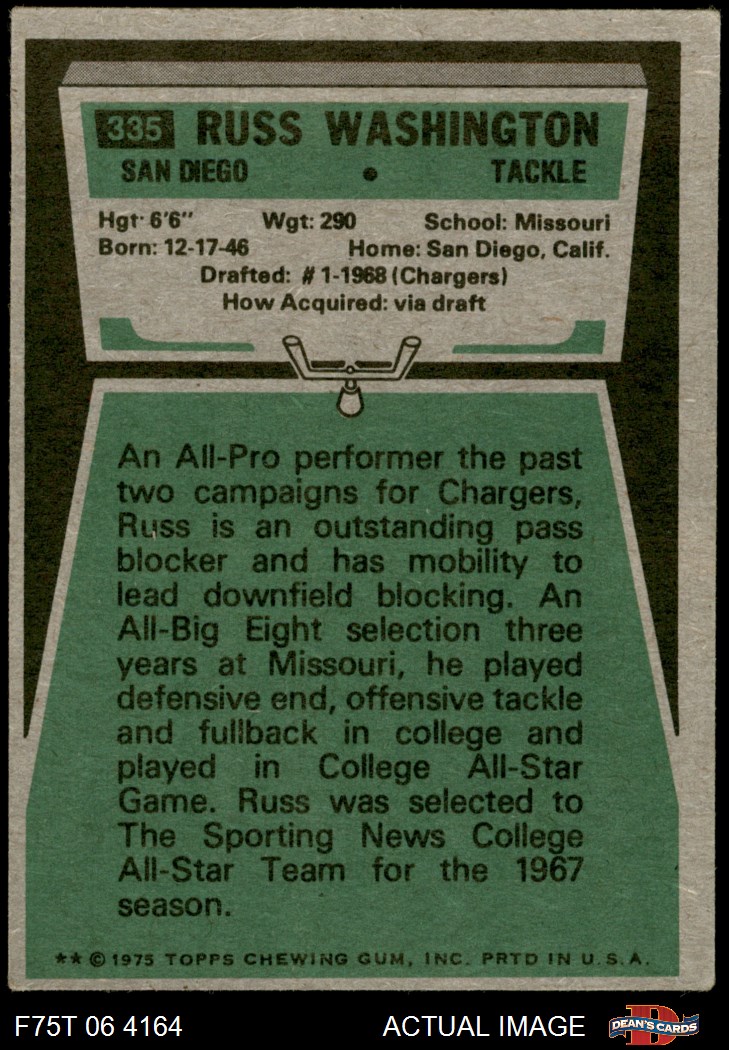 335 RUSS WASHINGTON
SAN DIEGO • TACKLE
Hgt: 6'6" Wgt: 290 School: Missouri
Born: 12-17-46 Home: San Diego, Calif.
Drafted: #1-1968 (Chargers)
How Acquired: via draft
An All-Pro performer the past
two campaigns for Chargers,
Russ is an outstanding pass
blocker and has mobility to
lead downfield blocking. An
All-Big Eight selection three
years at Missouri, he played
defensive end, offensive tackle
and fullback in college and
played in College All-Star
Game. Russ was selected to
The Sporting News College
All-Star Team for the 1967
season.
** © 1975 TOPPS CHEWING GUM, INC. PRTD IN U.S.A.
F75T 06 4164 ACTUAL IMAGE D DEAN'S CARDS